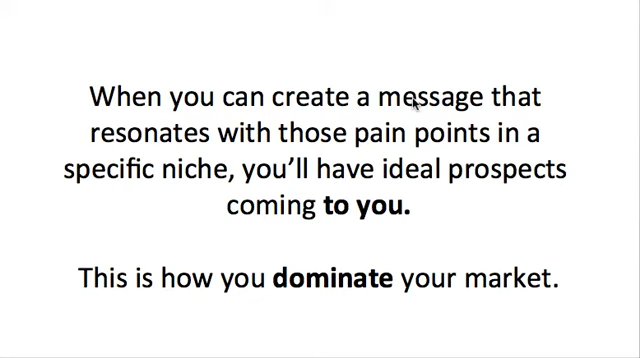 When you can create a message that
resonates with those pain points in a
specific niche, you’ll have ideal prospects
coming to you.
This is how you dominate your market.